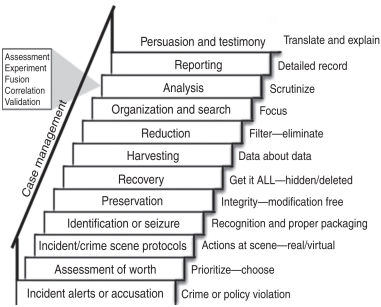 Persuasion and testimony Translate and explain
Reporting Detailed record
Assessment
Experiment
Fusion
Correlation
Validation
Analysis Scrutinize
Organization and search Focus
Reduction Filter—eliminate
Harvesting Data about data
Case management
Recovery Get it ALL—hidden/deleted
Preservation Integrity—modification free
Identification or seizure Recognition and proper packaging
Incident/crime scene protocols Actions at scene—real/virtual
Assessment of worth Prioritize—choose
Incident alerts or accusation Crime or policy violation